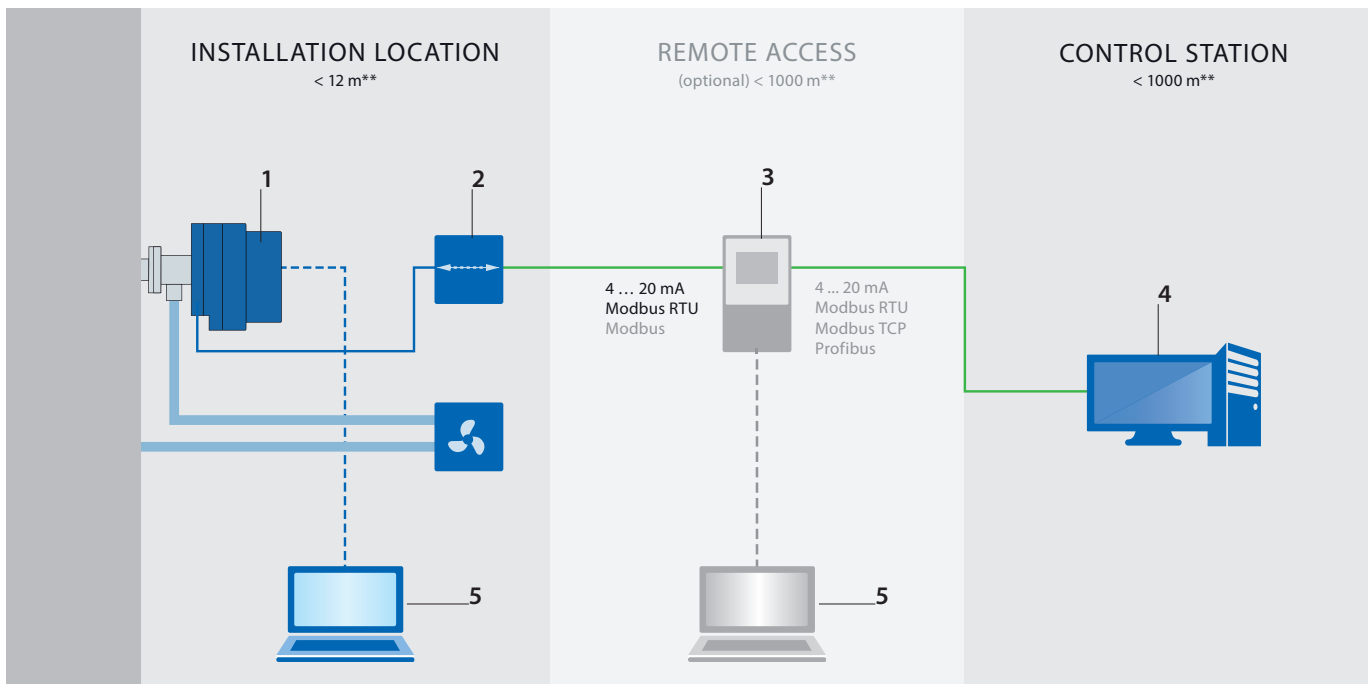 INSTALLATION LOCATION
< 12 m**
REMOTE ACCESS
(optional) < 1000 m**
CONTROL STATION
< 1000 m**
1
2
3
4 … 20 mA
Modbus RTU
Modbus
4 ... 20 mA
Modbus RTU
Modbus TCP
Profibus
4
5
5